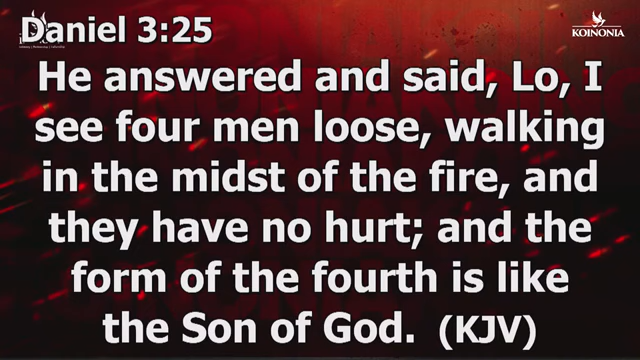 Daniel 3:25
KOINONIA
He answered and said, Lo, I
see four men loose, walking
in the midst of the fire, and
they have no hurt; and the
form of the fourth is like
the Son of God. (KJV)